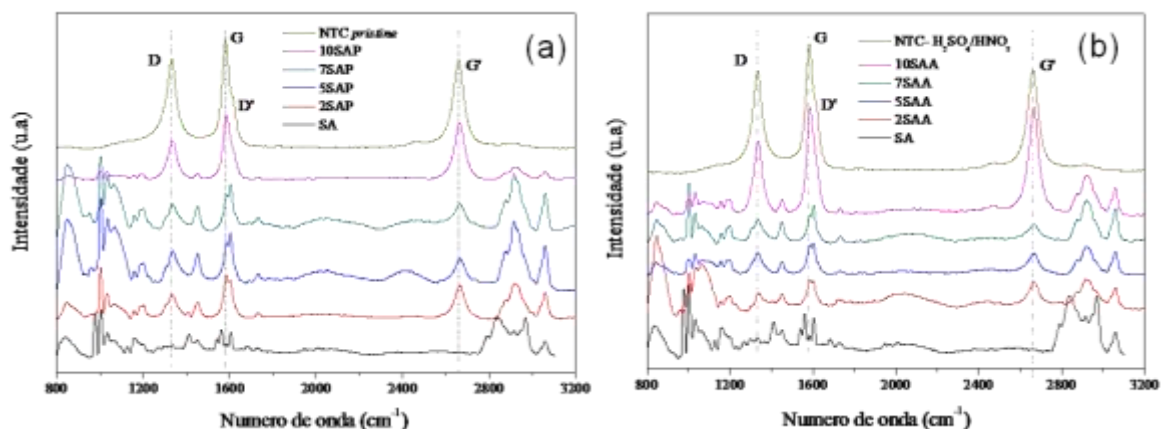 (a)
NTC pristine
10SAP
7SAP
5SAP
2SAP
SA
D
G
D'
G'
Intensidade (u.a)
800 1200 1600 2000 2400 2800 3200
Numero de onda (cm⁻¹)
(b)
NTC- H₂SO₄/HNO₃
10SAA
7SAA
5SAA
2SAA
SA
D
G
D'
G'
Intensidade (u.a)
800 1200 1600 2000 2400 2800 3200
Numero de onda (cm⁻¹)